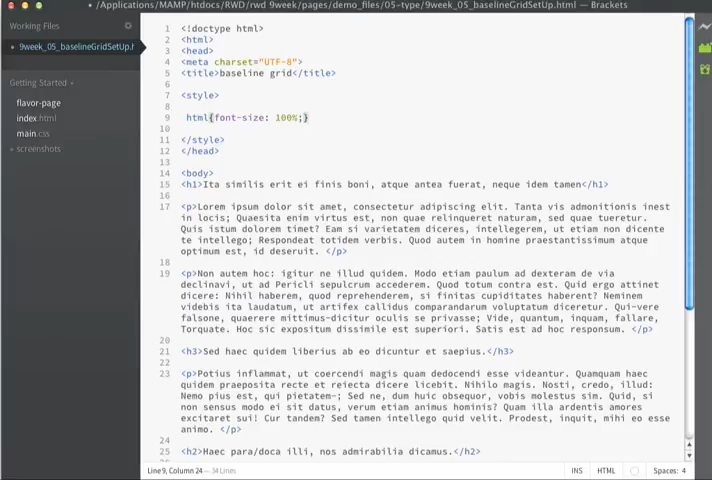 /Applications/MAMP/htdocs/RWD/rwd 9week/pages/demo_files/05-type/9week_05_baselineGridSetUp.html — Brackets
Working Files
9week_05_baselineGridSetUp.h
Getting Started
flavor-page
index.html
main.css
screenshots
1 <!doctype html>
2 <html>
3 <head>
4 <meta charset="UTF-8">
5 <title>baseline grid</title>
6
7 <style>
8
9 html{font-size: 100%;}
10
11 </style>
12 </head>
13
14 <body>
15 <h1>Ita similis erit ei finis boni, atque antea fuerat, neque idem tamen</h1>
16
17 <p>Lorem ipsum dolor sit amet, consectetur adipiscing elit. Tanta vis admonitionis inest
in locis; Quaesita enim virtus est, non quae relinqueret naturam, sed quae tueretur.
Quis istum dolorem timet? Eam si varietatem diceres, intellegerem, ut etiam non dicente
te intellego; Respondeat totidem verbis. Quod autem in homine praestantissimum atque
optimum est, id deseruit. </p>
18
19 <p>Non autem hoc: igitur ne illud quidem. Modo etiam paulum ad dexteram de via
declinavi, ut ad Pericli sepulcrum accederem. Quod totum contra est. Quid ergo attinet
dicere: Nihil haberem, quod reprehenderem, si finitas cupiditates haberent? Neminem
videbis ita laudatum, ut artifex callidus comparandarum voluptatum diceretur. Qui-vere
falsone, quaerere mittimus-dicitur oculis se privasse; Vide, quantum, inquam, fallare,
Torquate. Hoc sic expositum dissimile est superiori. Satis est ad hoc responsum. </p>
20
21 <h3>Sed haec quidem liberius ab eo dicuntur et saepius.</h3>
22
23 <p>Potius inflammat, ut coercendi magis quam dedocendi esse videantur. Quamquam haec
quidem praeposita recte et reiecta dicere licebit. Nihilo magis. Nosti, credo, illud:
Nemo pius est, qui pietatem-; Sed ne, dum huic obsequor, vobis molestus sim. Quid, si
non sensus modo ei sit datus, verum etiam animus hominis? Quam illa ardentis amores
excitaret sui! Cur tandem? Sed tamen intellego quid velit. Prodest, inquit, mihi eo esse
animo. </p>
24
25 <h2>Haec para/doca illi, nos admirabilia dicamus.</h2>
Line 9, Column 24 — 34 Lines
INS
HTML
Spaces: 4